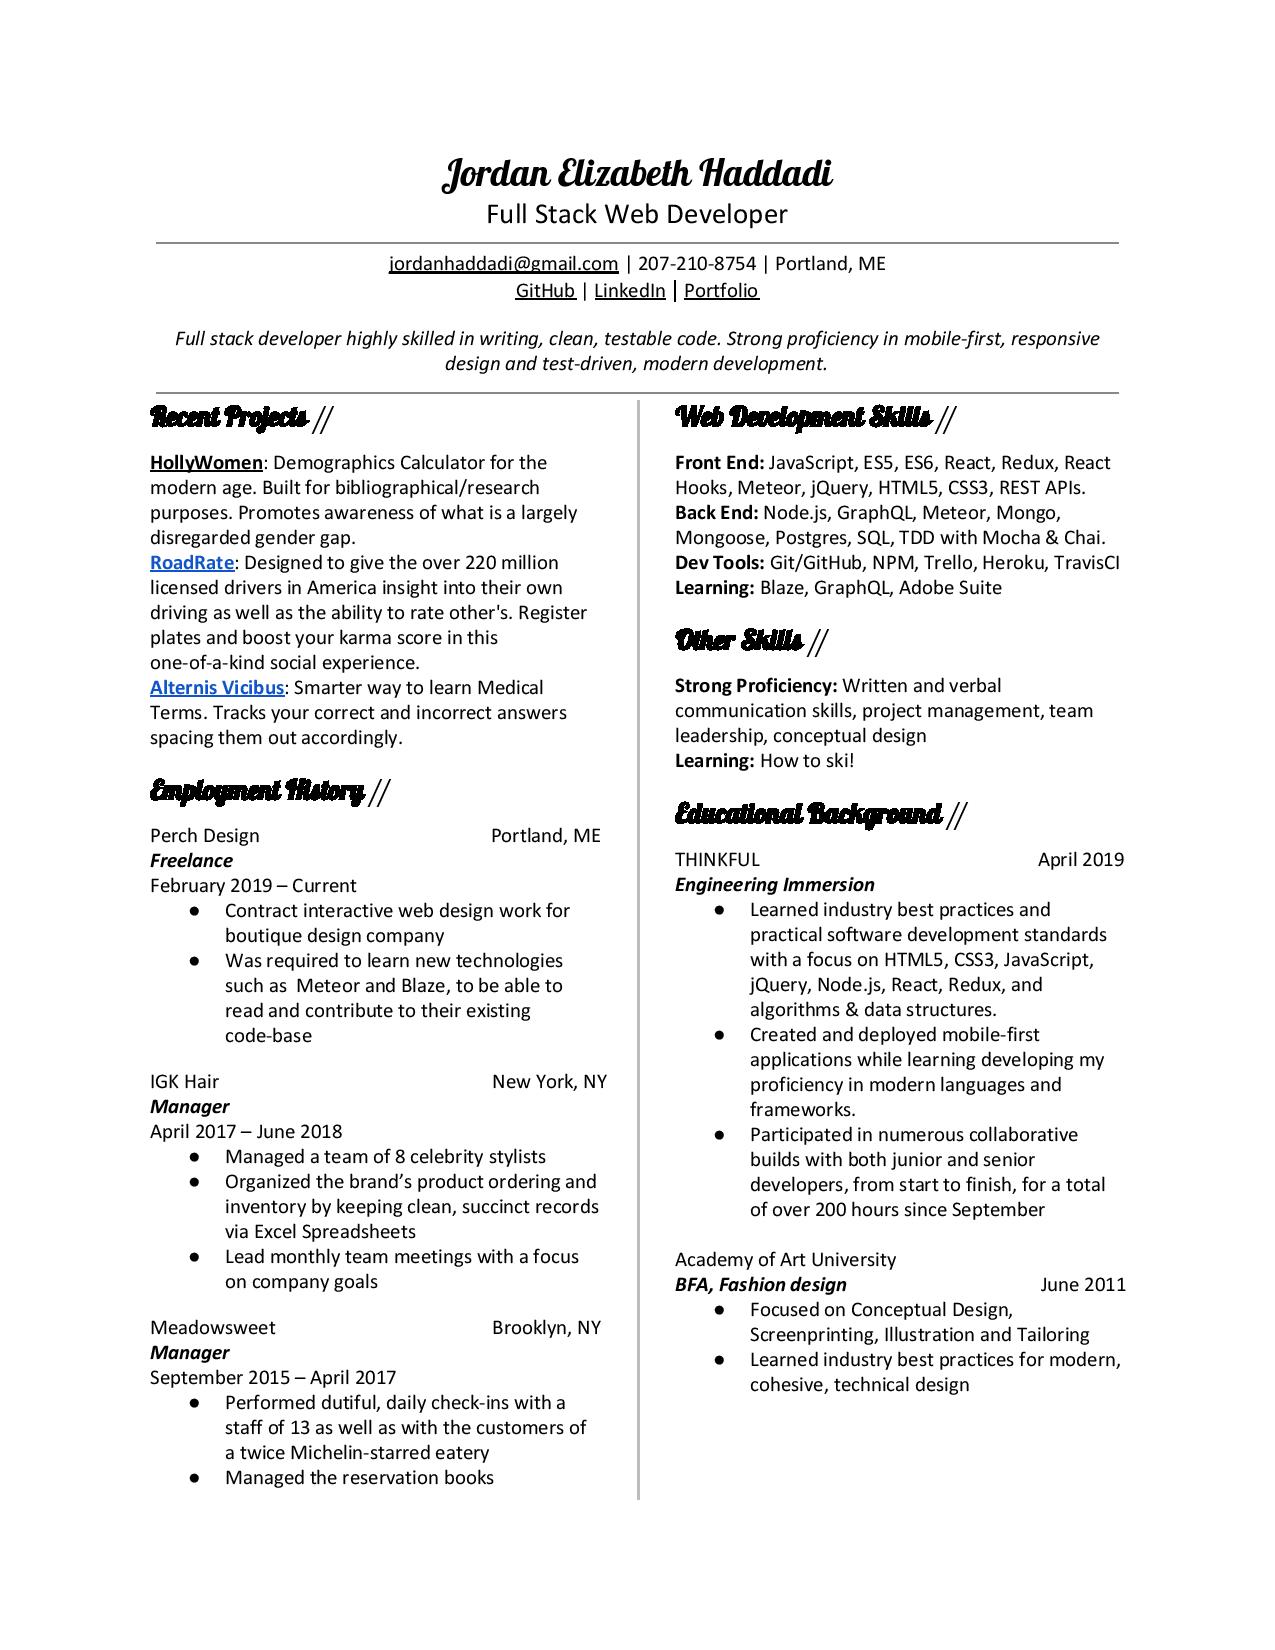 Jordan Elizabeth Haddadi
Full Stack Web Developer
jordanhaddadi@gmail.com | 207-210-8754 | Portland, ME
GitHub | LinkedIn | Portfolio
Full stack developer highly skilled in writing, clean, testable code. Strong proficiency in mobile-first, responsive
design and test-driven, modern development.
Recent Projects //
HollyWomen: Demographics Calculator for the
modern age. Built for bibliographical/research
purposes. Promotes awareness of what is a largely
disregarded gender gap.
RoadRate: Designed to give the over 220 million
licensed drivers in America insight into their own
driving as well as the ability to rate other's. Register
plates and boost your karma score in this
one-of-a-kind social experience.
Alternis Vicibus: Smarter way to learn Medical
Terms. Tracks your correct and incorrect answers
spacing them out accordingly.
Employment History //
Perch Design Portland, ME
Freelance
February 2019 – Current
● Contract interactive web design work for
boutique design company
● Was required to learn new technologies
such as  Meteor and Blaze, to be able to
read and contribute to their existing
code-base
IGK Hair New York, NY
Manager
April 2017 – June 2018
● Managed a team of 8 celebrity stylists
● Organized the brand’s product ordering and
inventory by keeping clean, succinct records
via Excel Spreadsheets
● Lead monthly team meetings with a focus
on company goals
Meadowsweet Brooklyn, NY
Manager
September 2015 – April 2017
● Performed dutiful, daily check-ins with a
staff of 13 as well as with the customers of
a twice Michelin-starred eatery
● Managed the reservation books
Web Development Skills //
Front End: JavaScript, ES5, ES6, React, Redux, React
Hooks, Meteor, jQuery, HTML5, CSS3, REST APIs.
Back End: Node.js, GraphQL, Meteor, Mongo,
Mongoose, Postgres, SQL, TDD with Mocha & Chai.
Dev Tools: Git/GitHub, NPM, Trello, Heroku, TravisCI
Learning: Blaze, GraphQL, Adobe Suite
Other Skills //
Strong Proficiency: Written and verbal
communication skills, project management, team
leadership, conceptual design
Learning: How to ski!
Educational Background //
THINKFUL April 2019
Engineering Immersion
● Learned industry best practices and
practical software development standards
with a focus on HTML5, CSS3, JavaScript,
jQuery, Node.js, React, Redux, and
algorithms & data structures.
● Created and deployed mobile-first
applications while learning developing my
proficiency in modern languages and
frameworks.
● Participated in numerous collaborative
builds with both junior and senior
developers, from start to finish, for a total
of over 200 hours since September
Academy of Art University
BFA, Fashion design June 2011
● Focused on Conceptual Design,
Screenprinting, Illustration and Tailoring
● Learned industry best practices for modern,
cohesive, technical design